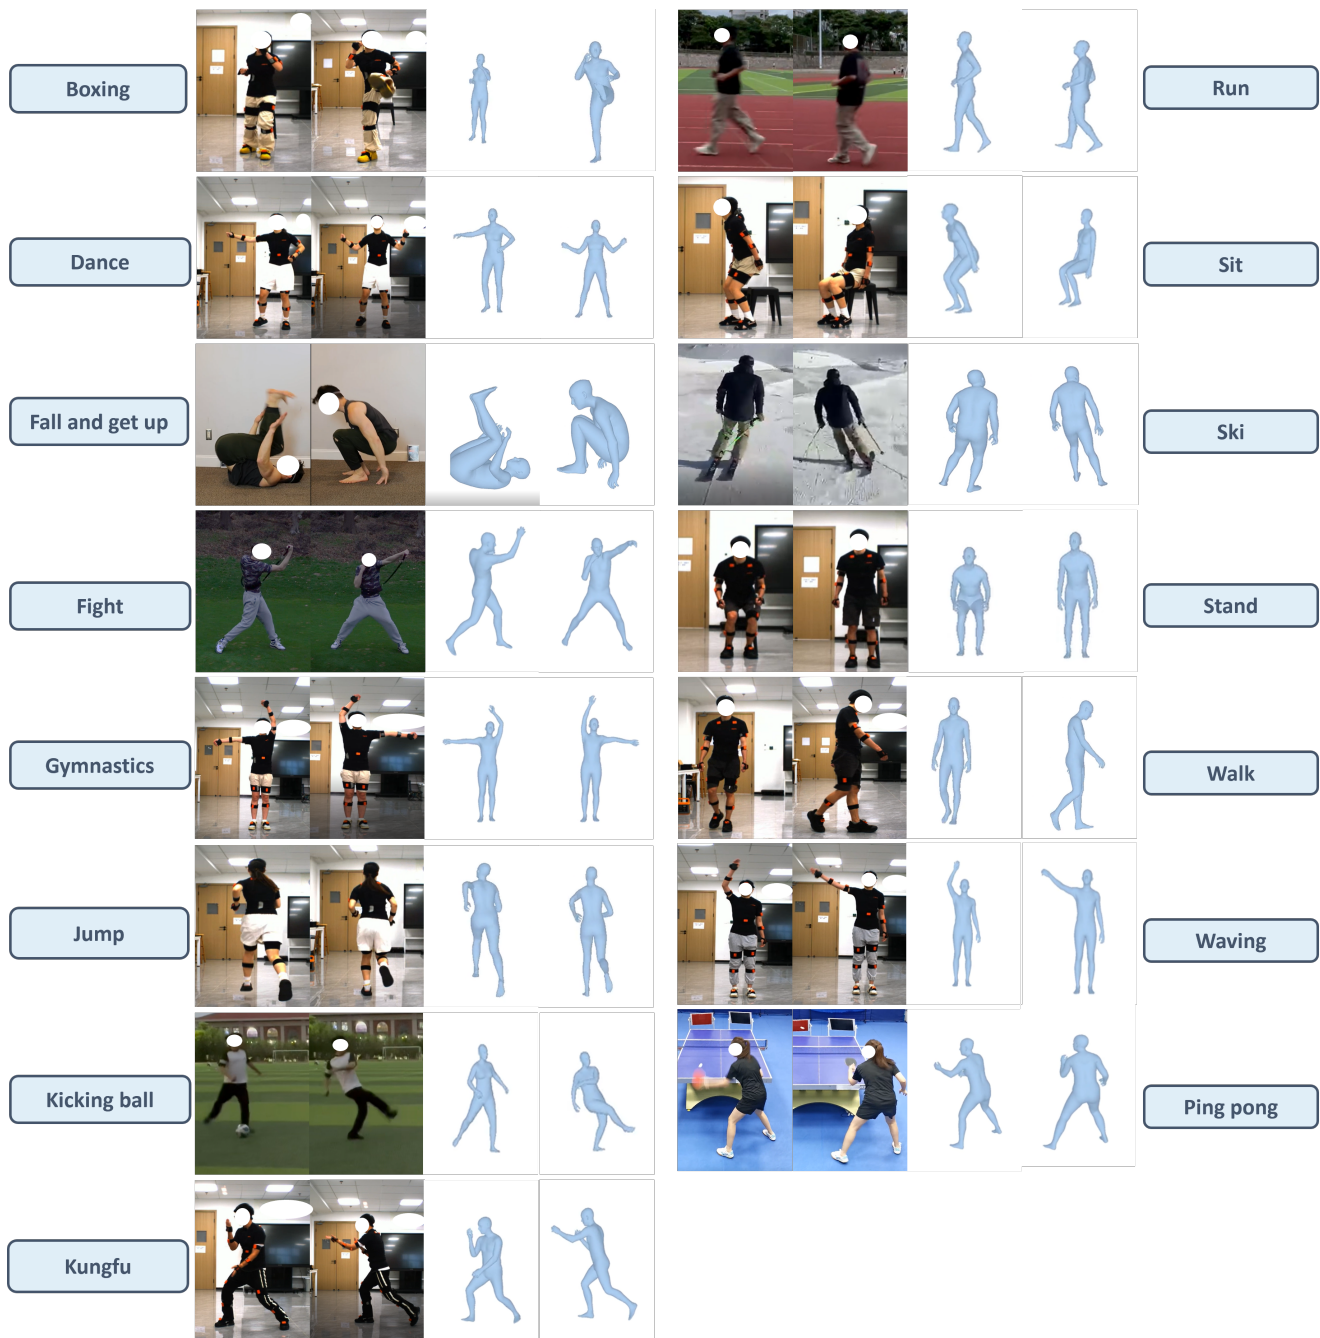 Boxing
Run
Dance
Sit
Fall and get up
Ski
Fight
Stand
Gymnastics
Walk
Jump
Waving
Kicking ball
Ping pong
Kungfu